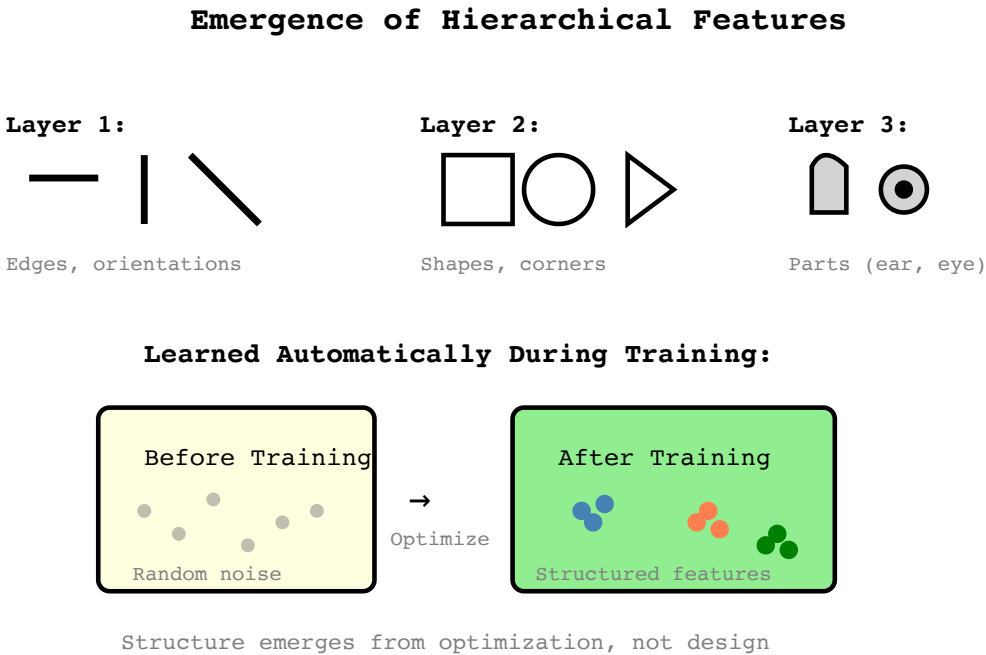 Emergence of Hierarchical Features
Layer 1:
Layer 2:
Layer 3:
Edges, orientations
Shapes, corners
Parts (ear, eye)
Learned Automatically During Training:
Before Training
After Training
→
Optimize
Random noise
Structured features
Structure emerges from optimization, not design